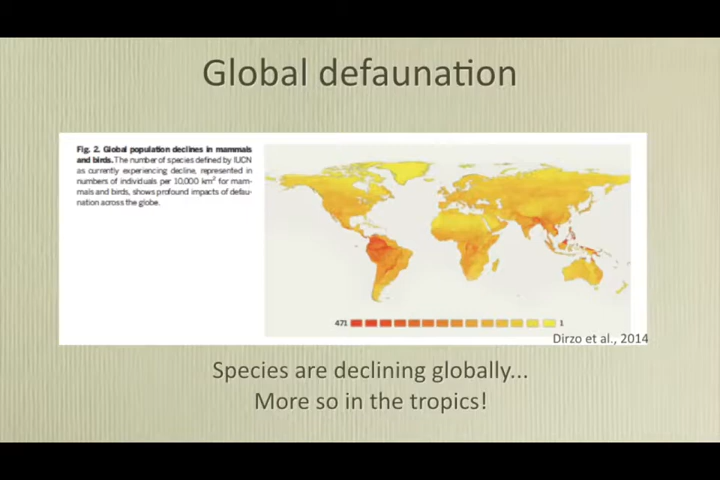 Global defaunation
Fig. 2. Global population declines in mammals
and birds. The number of species defined by IUCN
as currently experiencing decline, represented in
numbers of individuals per 10,000 km² for mam-
mals and birds, shows profound impacts of defau-
nation across the globe.
471
1
Dirzo et al., 2014
Species are declining globally...
More so in the tropics!